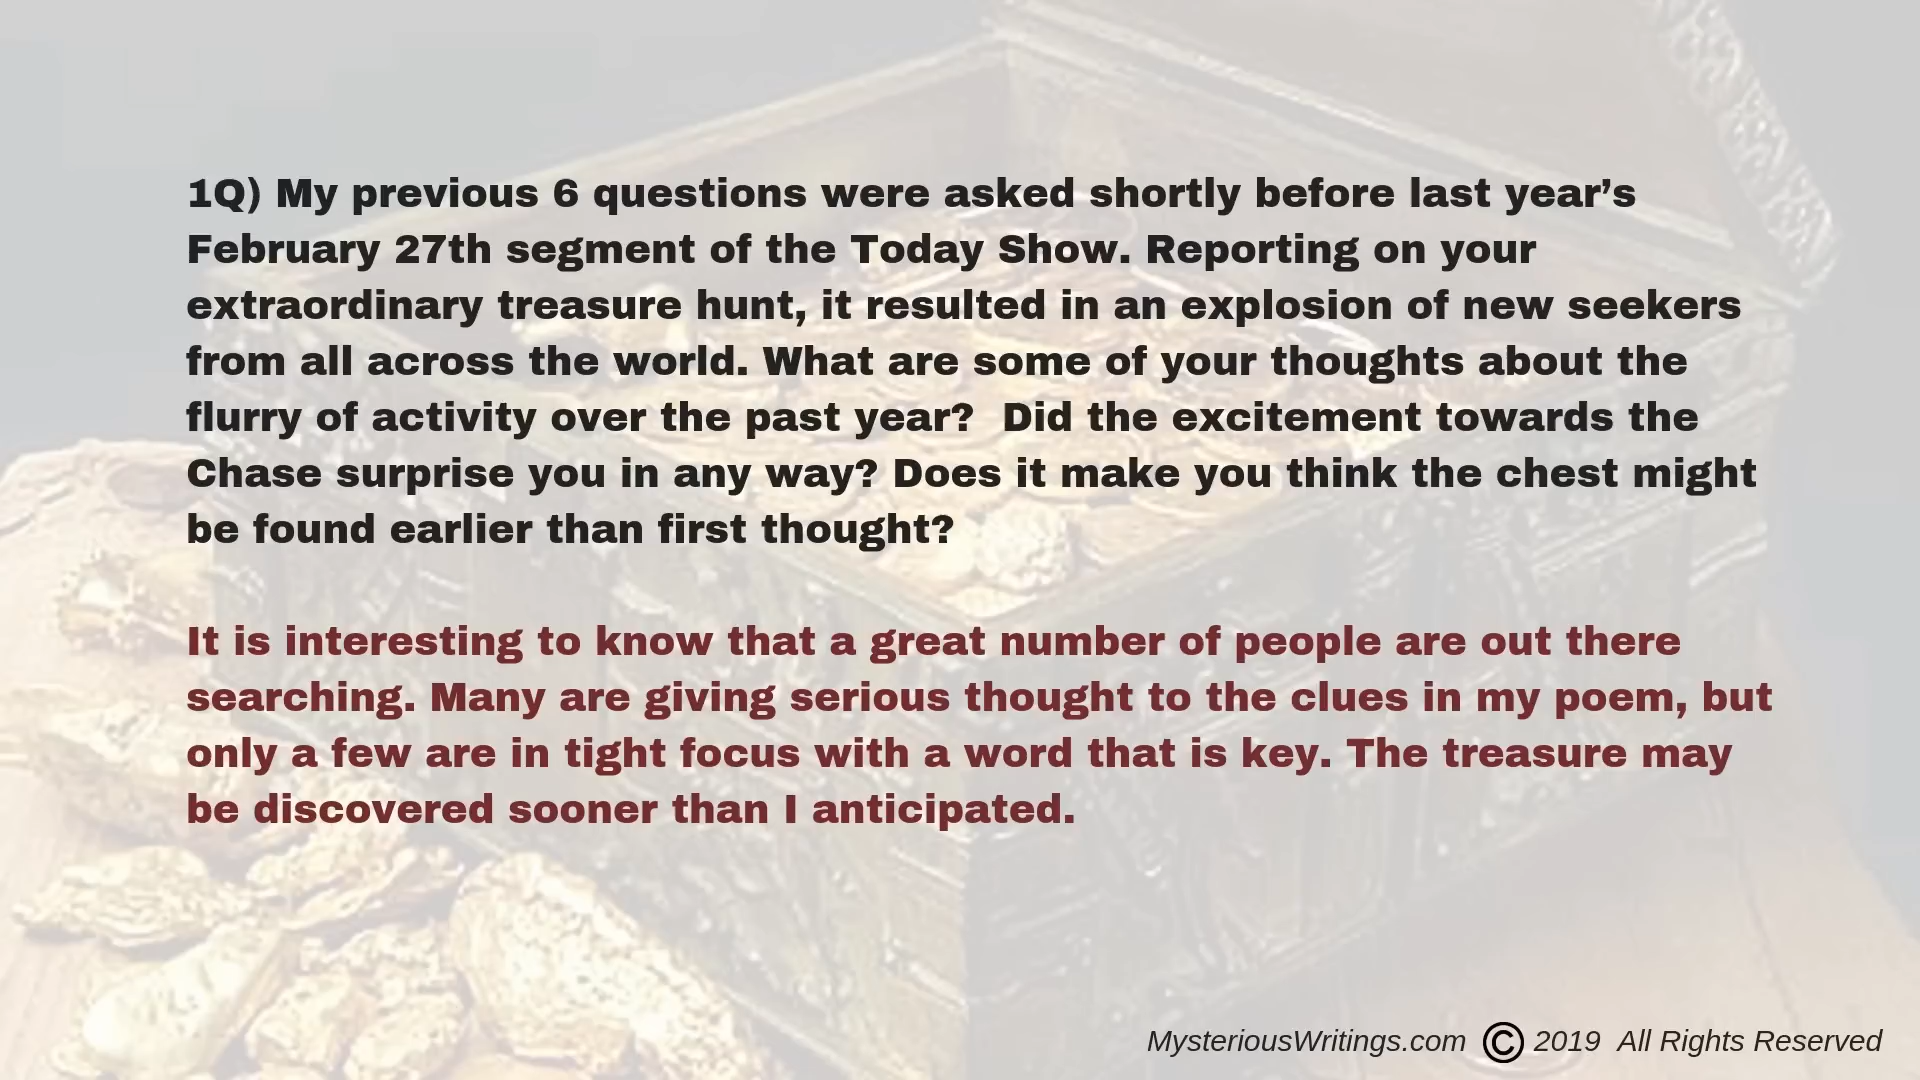 1Q) My previous 6 questions were asked shortly before last year’s
February 27th segment of the Today Show. Reporting on your
extraordinary treasure hunt, it resulted in an explosion of new seekers
from all across the world. What are some of your thoughts about the
flurry of activity over the past year?  Did the excitement towards the
Chase surprise you in any way? Does it make you think the chest might
be found earlier than first thought?
It is interesting to know that a great number of people are out there
searching. Many are giving serious thought to the clues in my poem, but
only a few are in tight focus with a word that is key. The treasure may
be discovered sooner than I anticipated.
MysteriousWritings.com © 2019  All Rights Reserved